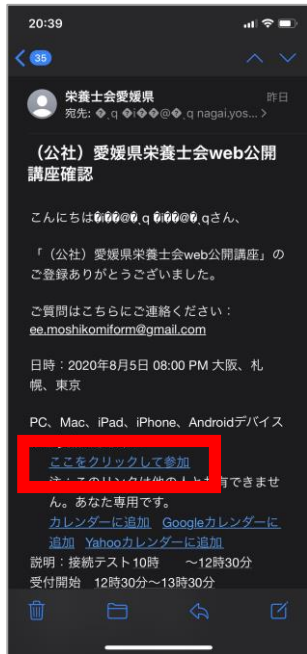 20:39
35
栄養士会愛媛県
昨日
宛先: �,q �i��@�,q nagai.yos... >
（公社）愛媛県栄養士会web公開
講座確認
こんにちは�i��@�,q �i��@�,qさん、
「（公社）愛媛県栄養士会web公開講座」の
ご登録ありがとうございました。
ご質問はこちらにご連絡ください：
ee.moshikomiform@gmail.com
日時：2020年8月5日 08:00 PM 大阪、札
幌、東京
PC、Mac、iPad、iPhone、Androidデバイス
ここをクリックして参加
注：このリンクは他の人と共有できませ
ん。あなた専用です。
カレンダーに追加 Googleカレンダーに
追加 Yahooカレンダーに追加
説明：接続テスト10時 ～12時30分
受付開始 12時30分～13時30分